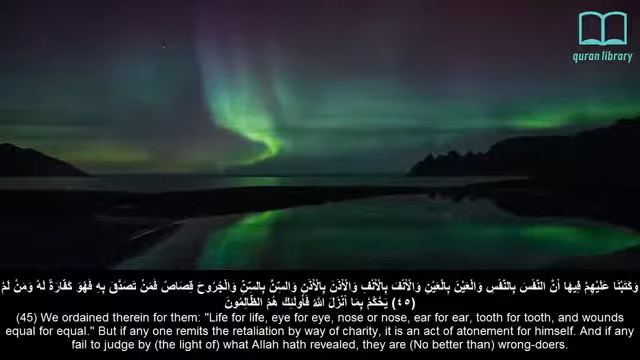 quran library
وَكَتَبْنَا عَلَيْهِمْ فِيهَا أَنَّ النَّفْسَ بِالنَّفْسِ وَالْعَيْنَ بِالْعَيْنِ وَالْأَنْفَ بِالْأَنْفِ وَالْأُذُنَ بِالْأُذُنِ وَالسِّنَّ بِالسِّنِّ وَالْجُرُوحَ قِصَاصٌ فَمَنْ تَصَدَّقَ بِهِ فَهُوَ كَفَّارَةٌ لَهُ وَمَنْ لَمْ
يَحْكُمْ بِمَا أَنْزَلَ اللَّهُ فَأُولَئِكَ هُمُ الظَّالِمُونَ (٤٥)
(45) We ordained therein for them: "Life for life, eye for eye, nose or nose, ear for ear, tooth for tooth, and wounds
equal for equal." But if any one remits the retaliation by way of charity, it is an act of atonement for himself. And if any
fail to judge by (the light of) what Allah hath revealed, they are (No better than) wrong-doers.